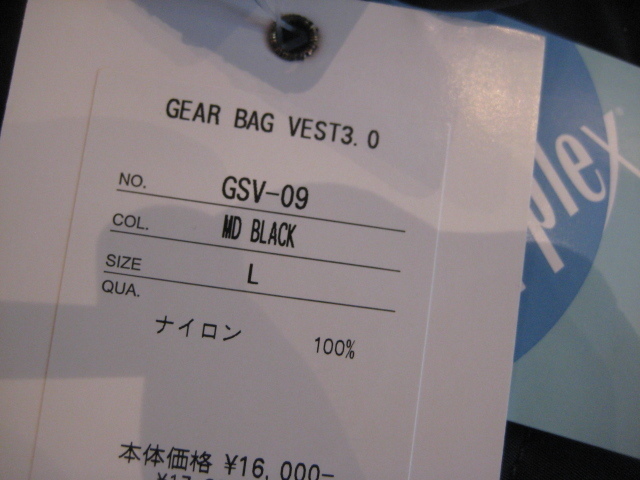 GEAR BAG VEST3.0
NO. GSV-09
COL. MD BLACK
SIZE L
QUA.
ナイロン 100%
本体価格 ¥16,000-
plex